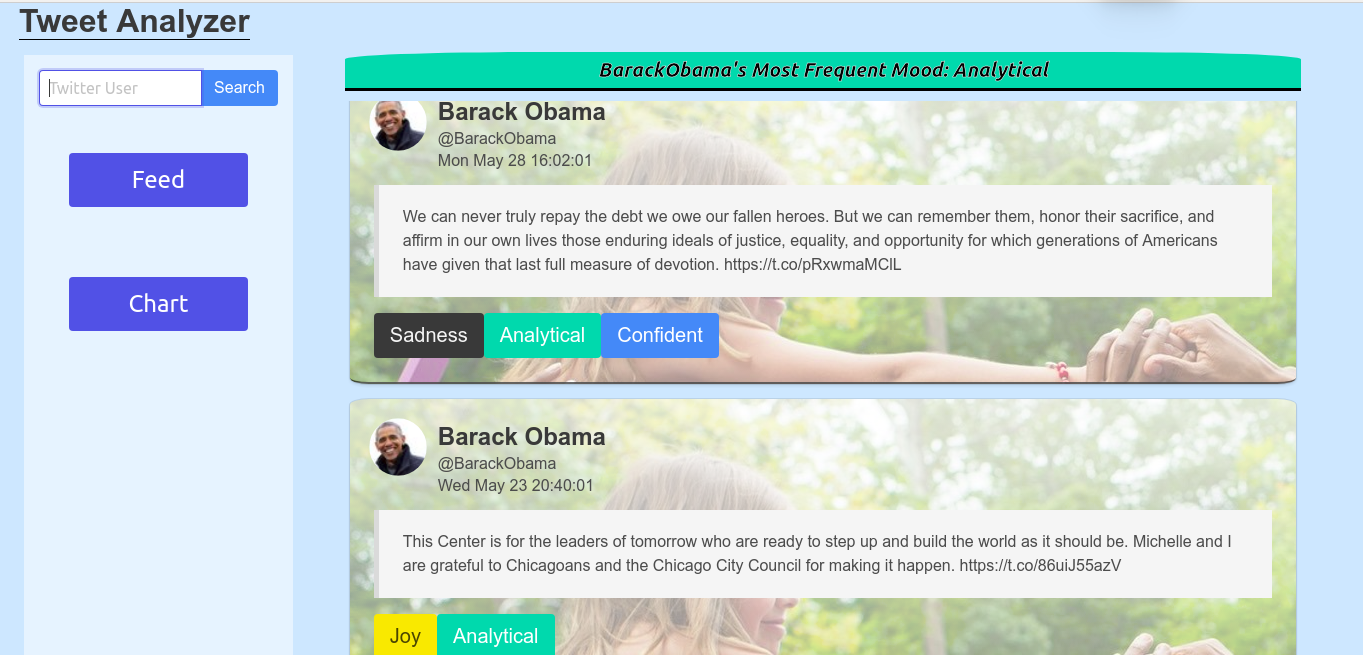 Tweet Analyzer
Twitter User
Search
Feed
Chart
BarackObama's Most Frequent Mood: Analytical
Barack Obama
@BarackObama
Mon May 28 16:02:01
We can never truly repay the debt we owe our fallen heroes. But we can remember them, honor their sacrifice, and
affirm in our own lives those enduring ideals of justice, equality, and opportunity for which generations of Americans
have given that last full measure of devotion. https://t.co/pRxwmaMClL
Sadness Analytical Confident
Barack Obama
@BarackObama
Wed May 23 20:40:01
This Center is for the leaders of tomorrow who are ready to step up and build the world as it should be. Michelle and I
are grateful to Chicagoans and the Chicago City Council for making it happen. https://t.co/86uiJ55azV
Joy Analytical